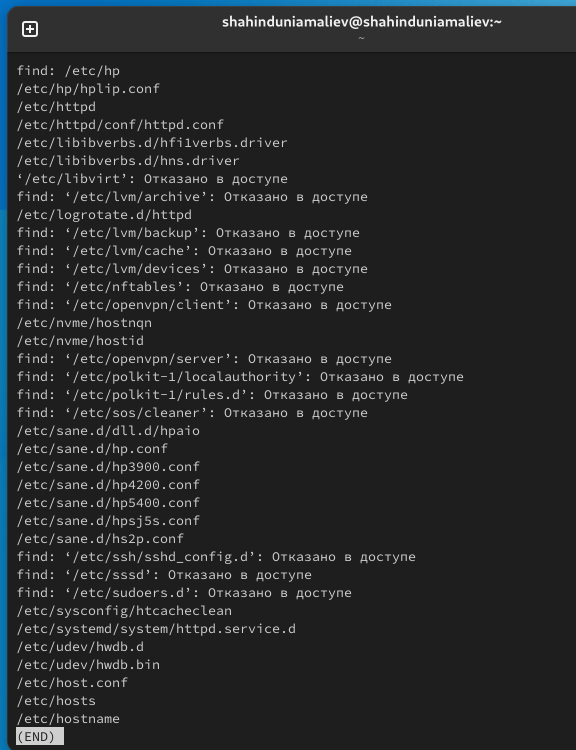 shahinduniamaliev@shahinduniamaliev:~
~
find: /etc/hp
/etc/hp/hplip.conf
/etc/httpd
/etc/httpd/conf/httpd.conf
/etc/libibverbs.d/hfi1verbs.driver
/etc/libibverbs.d/hns.driver
‘/etc/libvirt’: Отказано в доступе
find: ‘/etc/lvm/archive’: Отказано в доступе
/etc/logrotate.d/httpd
find: ‘/etc/lvm/backup’: Отказано в доступе
find: ‘/etc/lvm/cache’: Отказано в доступе
find: ‘/etc/lvm/devices’: Отказано в доступе
find: ‘/etc/nftables’: Отказано в доступе
find: ‘/etc/openvpn/client’: Отказано в доступе
/etc/nvme/hostnqn
/etc/nvme/hostid
find: ‘/etc/openvpn/server’: Отказано в доступе
find: ‘/etc/polkit-1/localauthority’: Отказано в доступе
find: ‘/etc/polkit-1/rules.d’: Отказано в доступе
find: ‘/etc/sos/cleaner’: Отказано в доступе
/etc/sane.d/dll.d/hpaio
/etc/sane.d/hp.conf
/etc/sane.d/hp3900.conf
/etc/sane.d/hp4200.conf
/etc/sane.d/hp5400.conf
/etc/sane.d/hpsj5s.conf
/etc/sane.d/hs2p.conf
find: ‘/etc/ssh/sshd_config.d’: Отказано в доступе
find: ‘/etc/sssd’: Отказано в доступе
find: ‘/etc/sudoers.d’: Отказано в доступе
/etc/sysconfig/htcacheclean
/etc/systemd/system/httpd.service.d
/etc/udev/hwdb.d
/etc/udev/hwdb.bin
/etc/host.conf
/etc/hosts
/etc/hostname
(END)